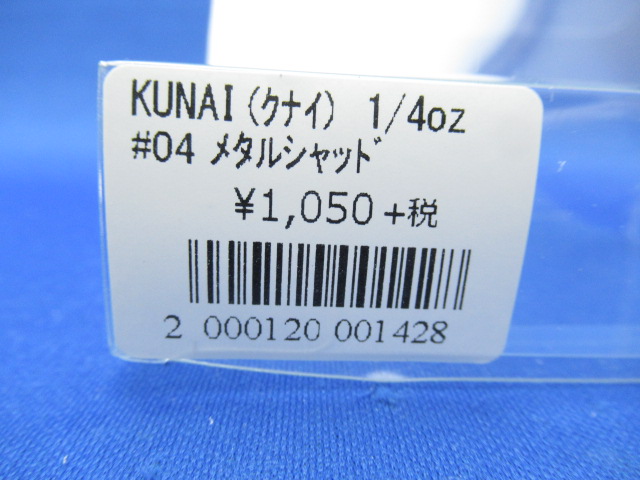 KUNAI(ｸﾅｲ) 1/4oz
#04 ﾒﾀﾙｼｬｯﾄﾞ
¥1,050+税
2 000120 001428